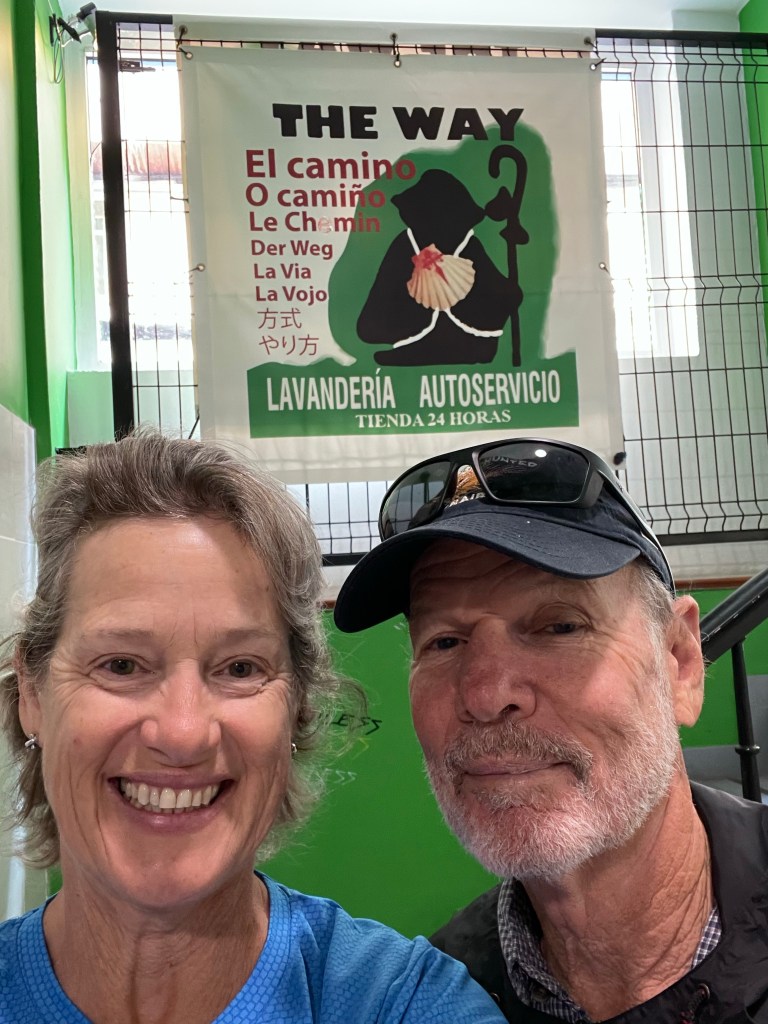 THE WAY
El camino
O camiño
Le Chemin
Der Weg
La Via
La Vojo
方式
やり方
LAVANDERÍA AUTOSERVICIO
TIENDA 24 HORAS